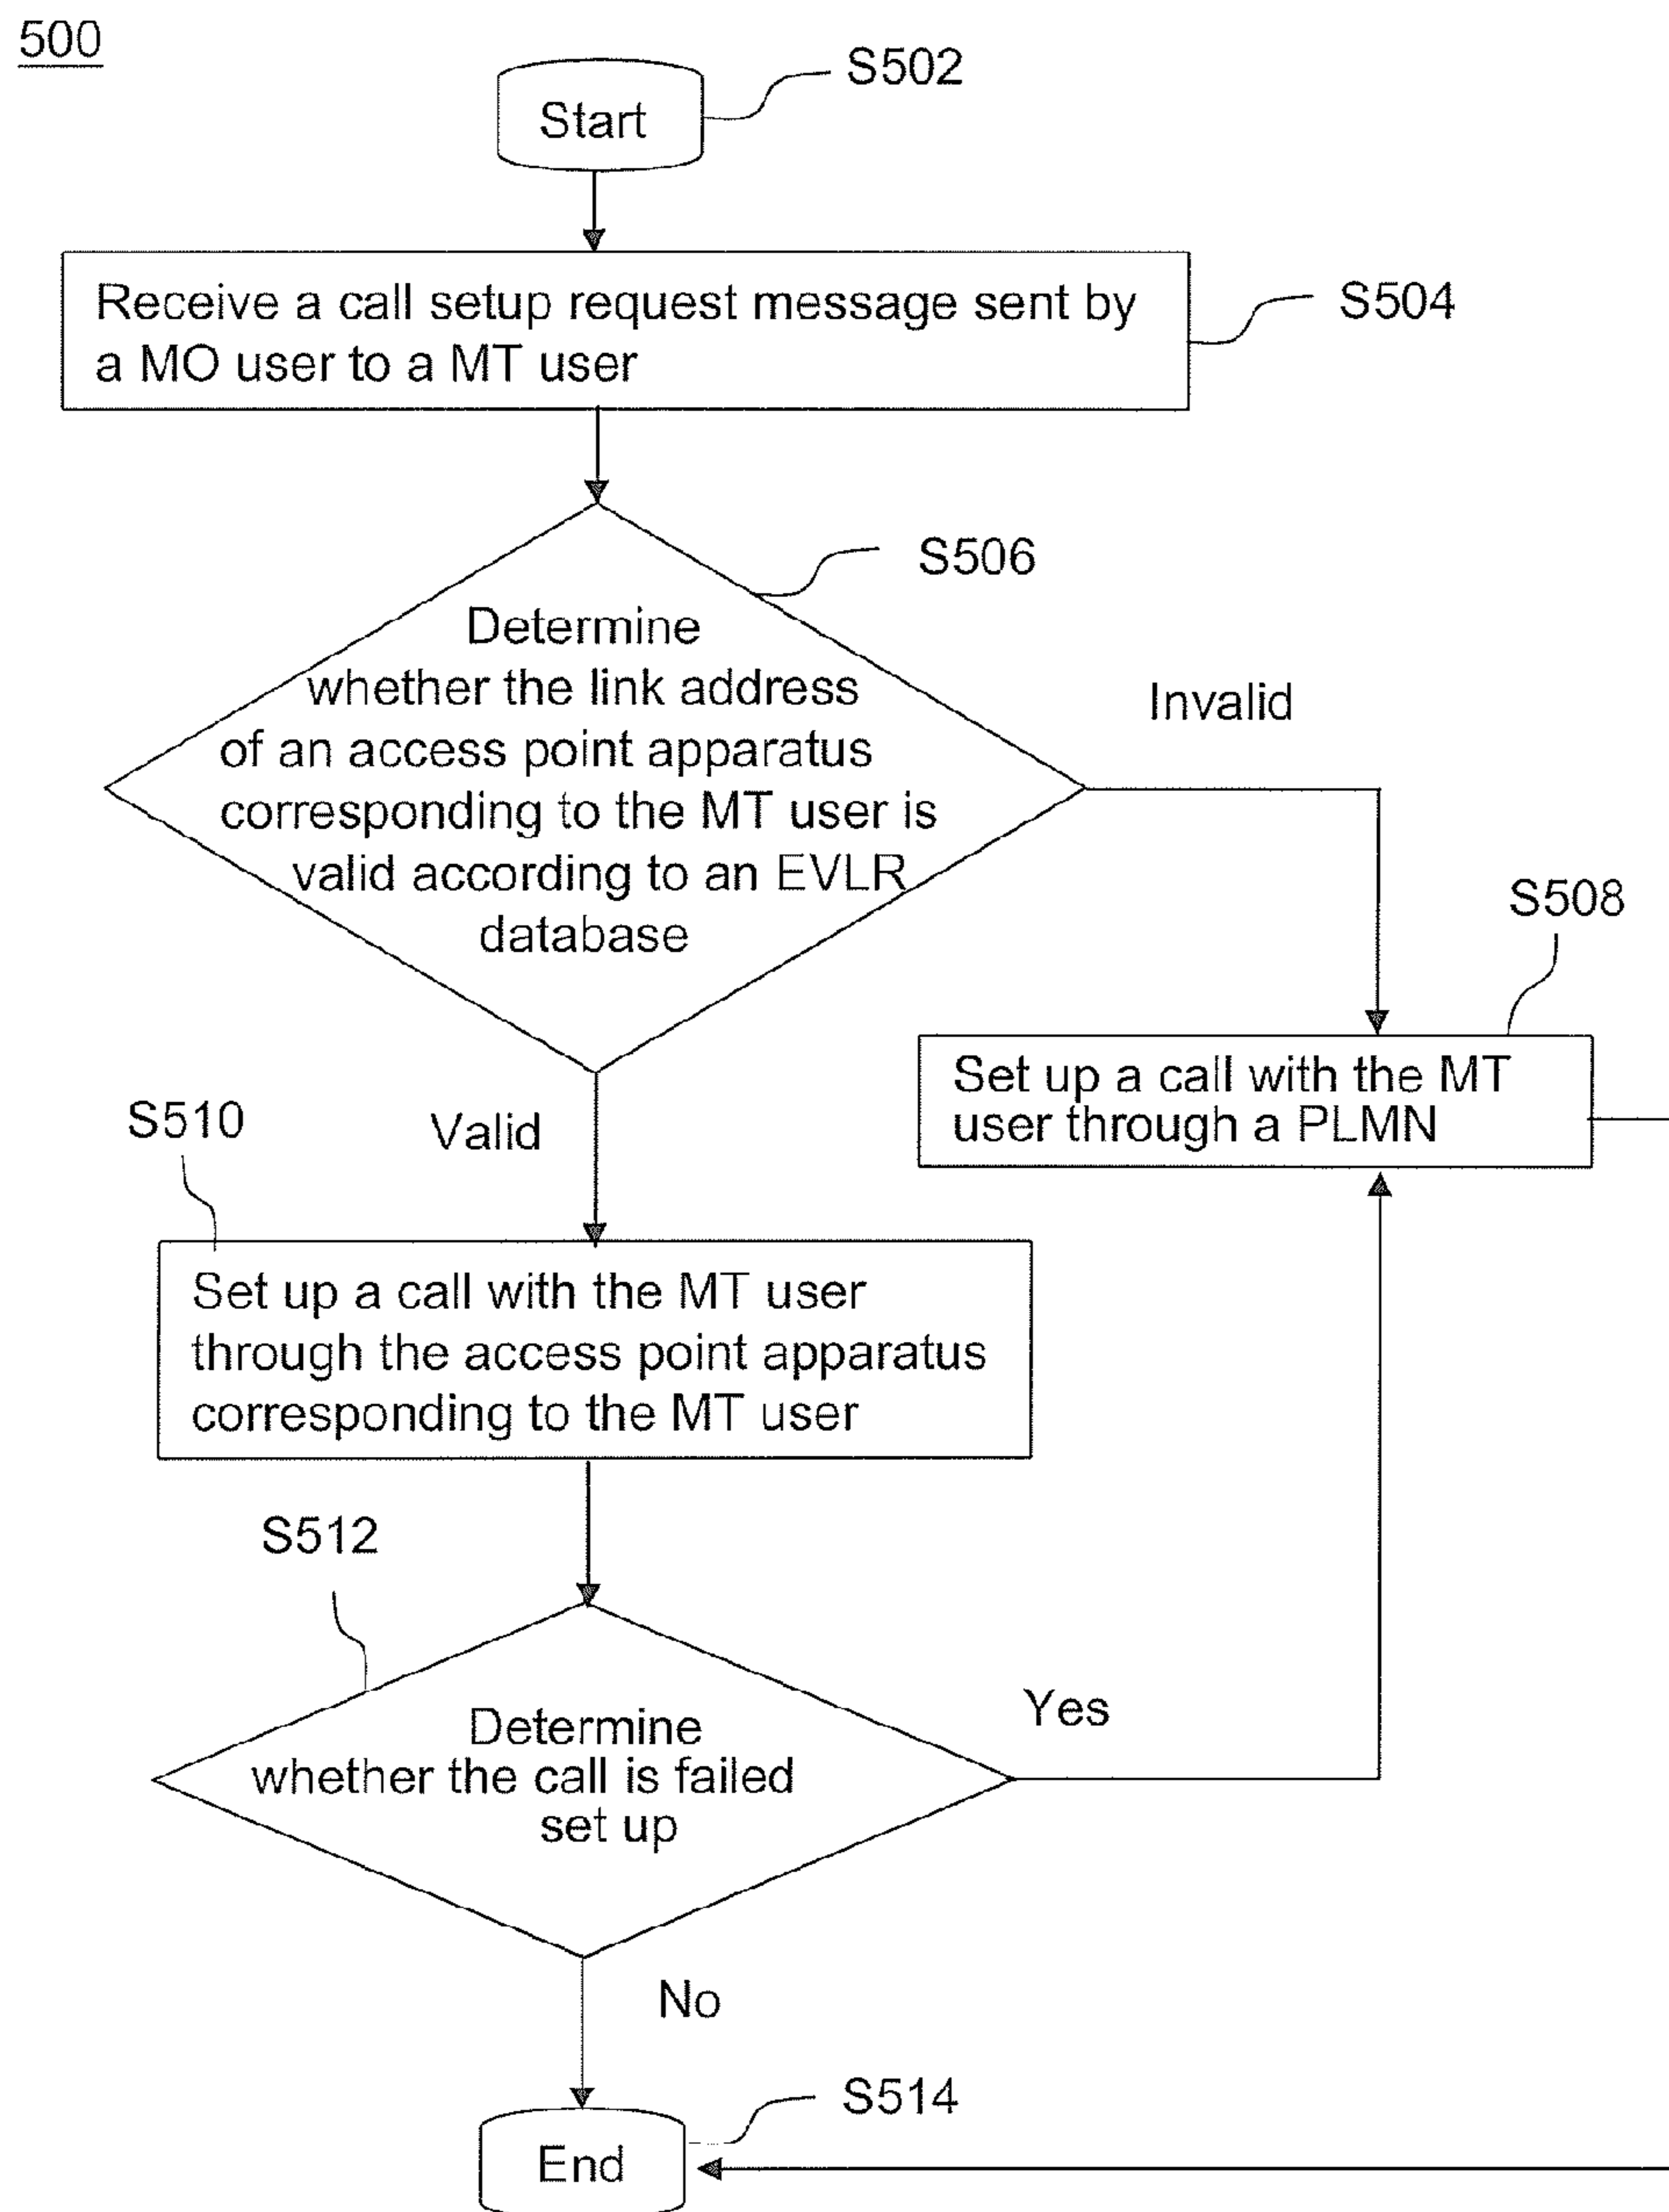 500
S502
Start
Receive a call setup request message sent by
a MO user to a MT user
S504
S506
Determine
whether the link address
of an access point apparatus
corresponding to the MT user is
valid according to an EVLR
database
Invalid
S508
Set up a call with the MT
user through a PLMN
Valid
S510
Set up a call with the MT user
through the access point apparatus
corresponding to the MT user
S512
Determine
whether the call is failed
set up
Yes
No
S514
End